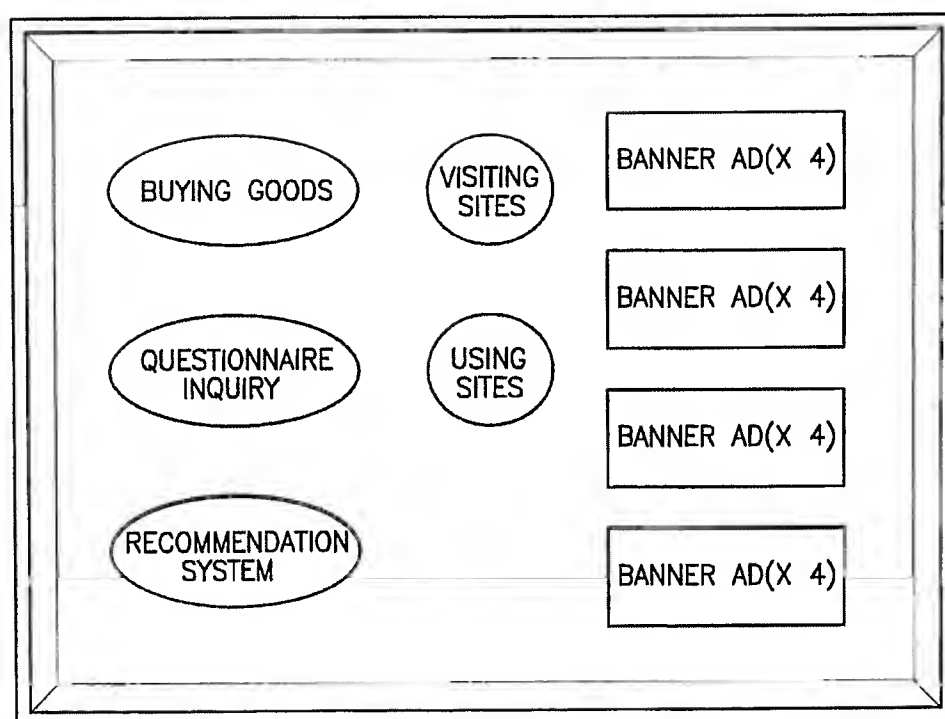 BUYING GOODS
VISITING
SITES
BANNER AD(X 4)
BANNER AD(X 4)
QUESTIONNAIRE
INQUIRY
USING
SITES
BANNER AD(X 4)
RECOMMENDATION
SYSTEM
BANNER AD(X 4)